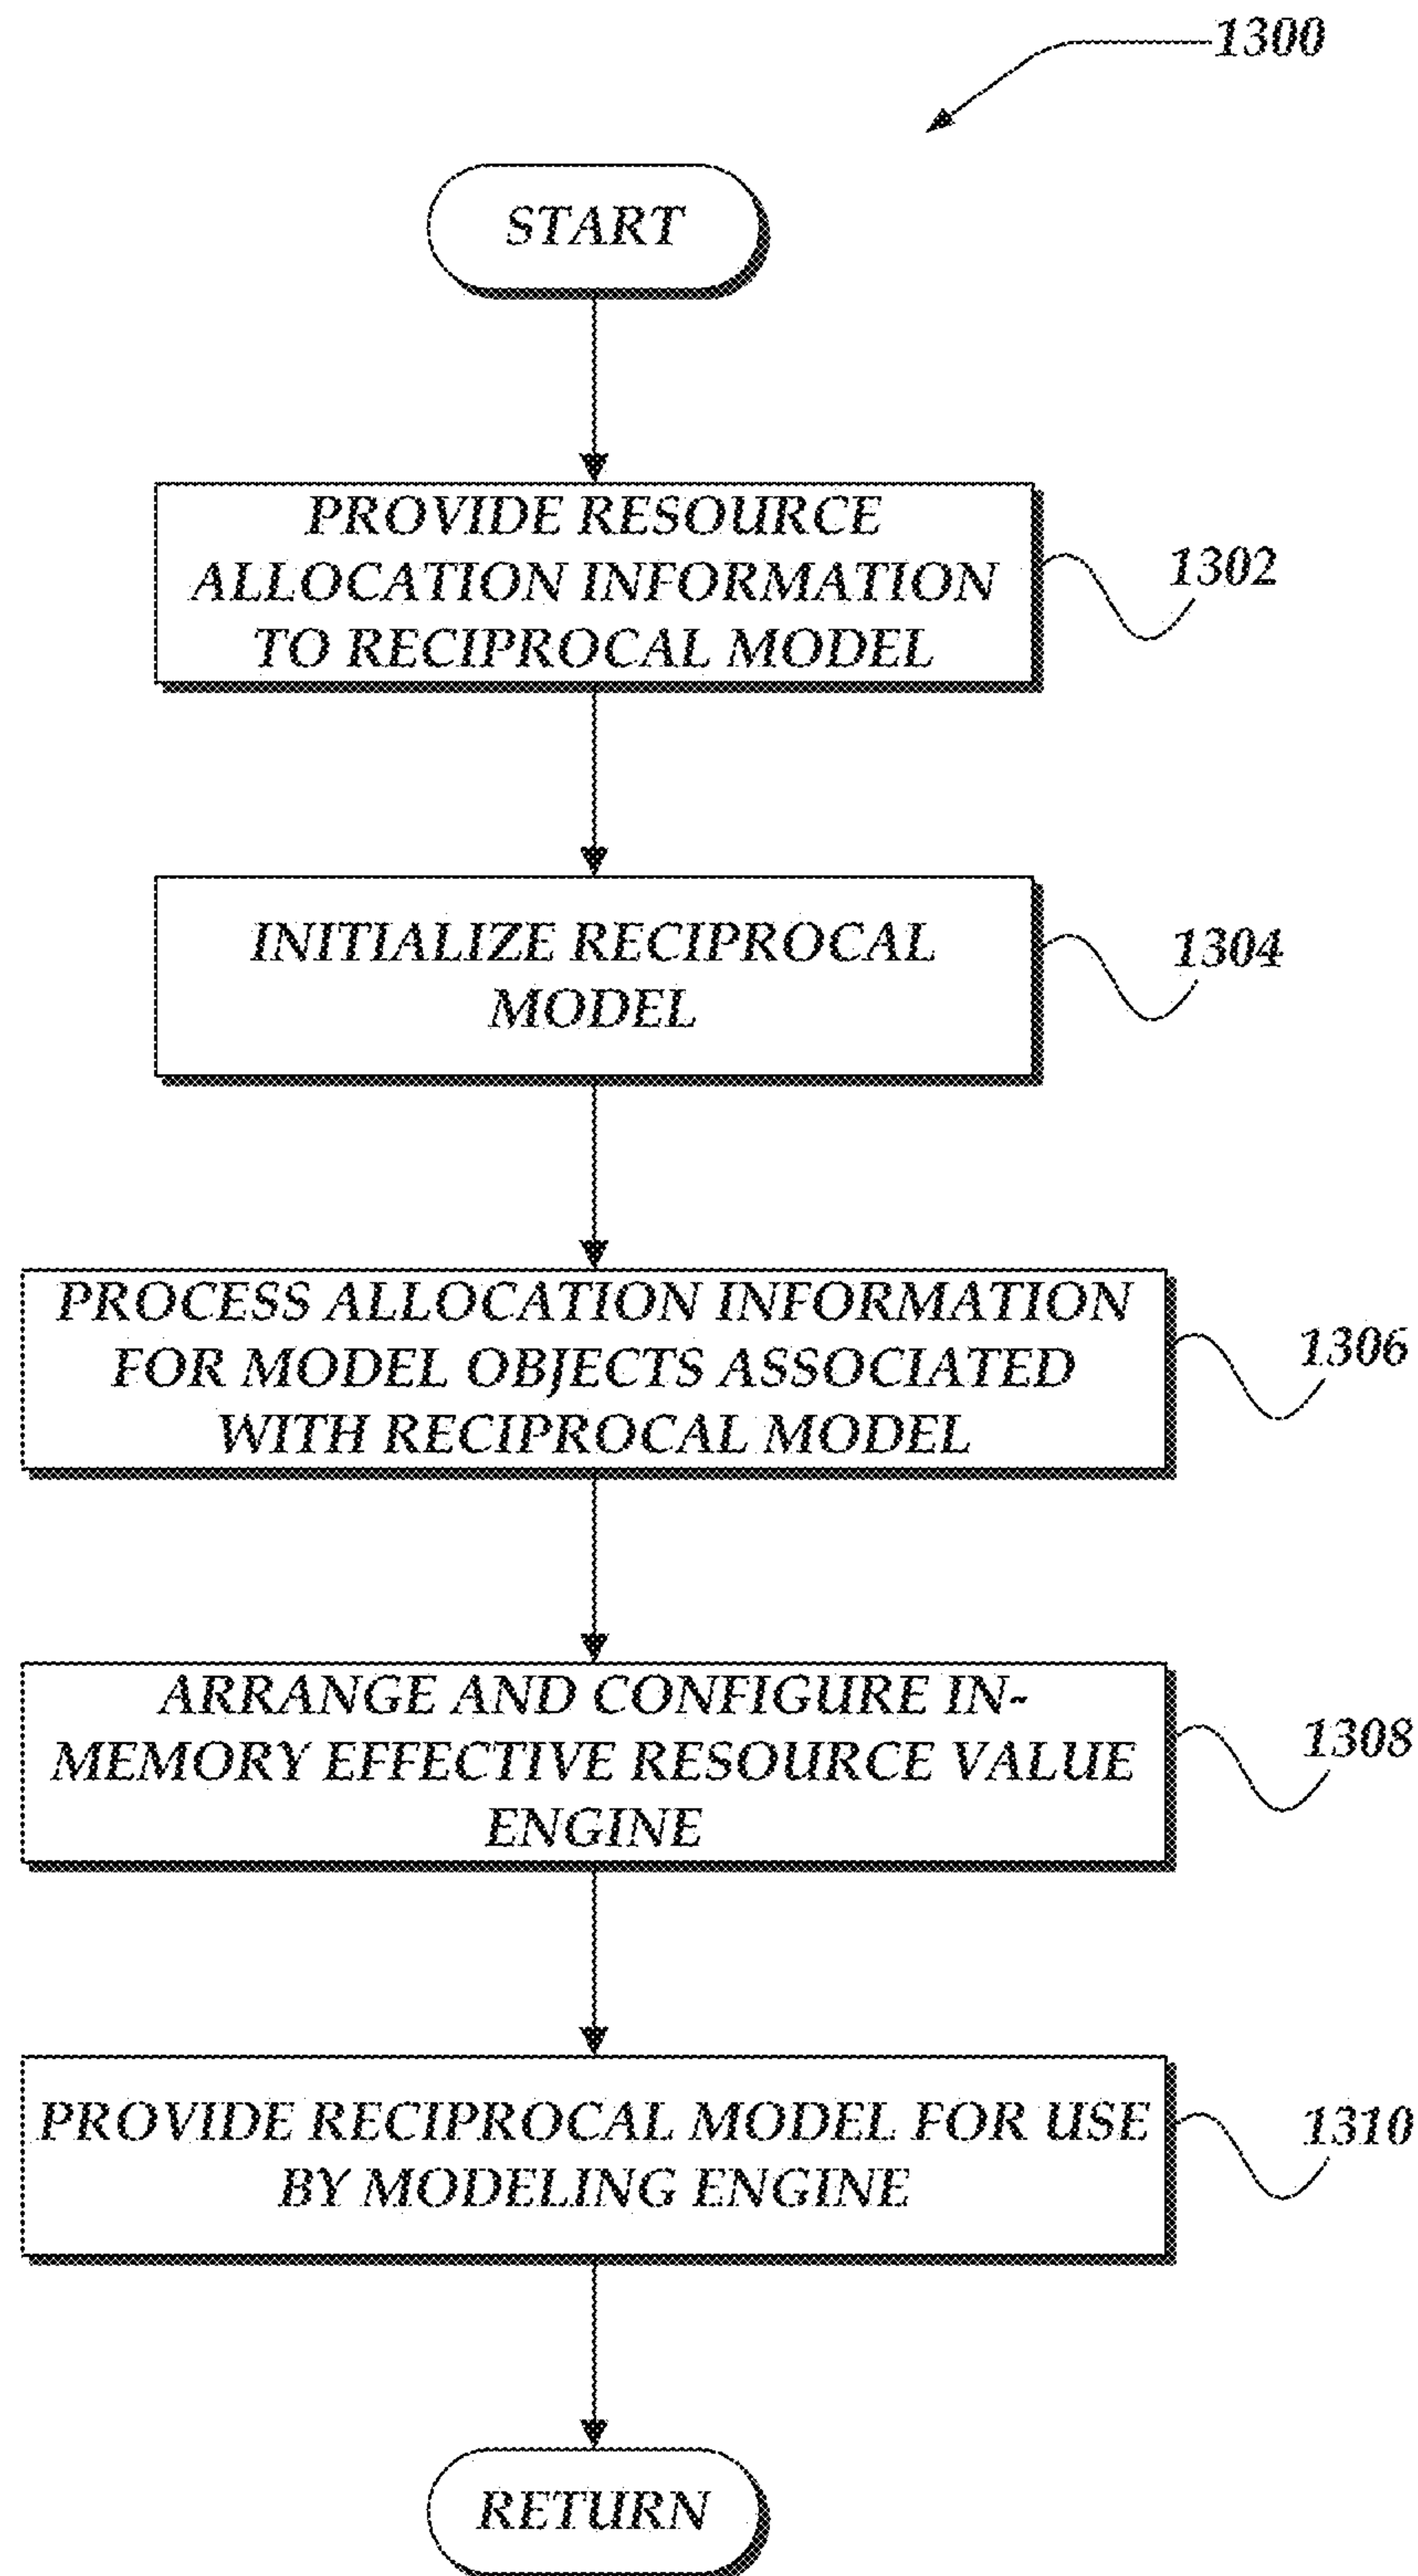 1300
START
PROVIDE RESOURCE
ALLOCATION INFORMATION
TO RECIPROCAL MODEL
1302
INITIALIZE RECIPROCAL
MODEL
1304
PROCESS ALLOCATION INFORMATION
FOR MODEL OBJECTS ASSOCIATED
WITH RECIPROCAL MODEL
1306
ARRANGE AND CONFIGURE IN-
MEMORY EFFECTIVE RESOURCE VALUE
ENGINE
1308
PROVIDE RECIPROCAL MODEL FOR USE
BY MODELING ENGINE
1310
RETURN